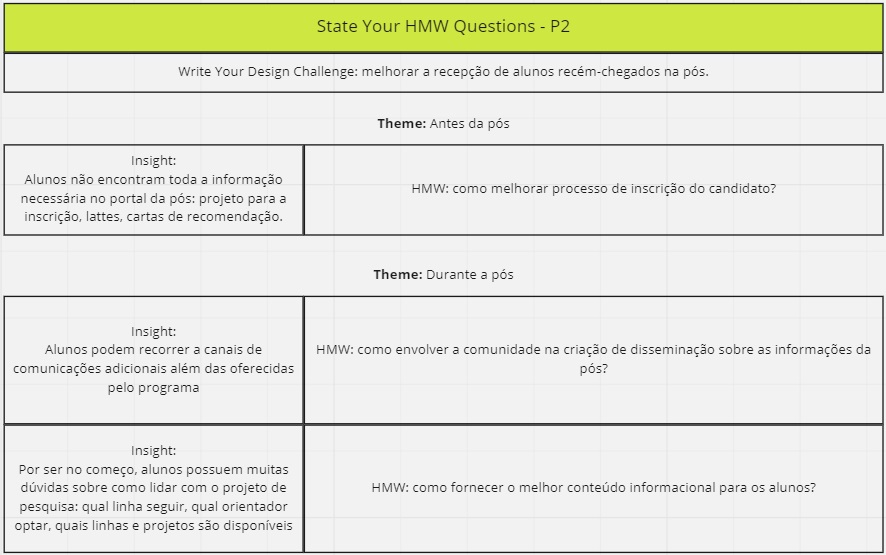 State Your HMW Questions - P2
Write Your Design Challenge: melhorar a recepção de alunos recém-chegados na pós.
Theme: Antes da pós
Insight:
Alunos não encontram toda a informação
necessária no portal da pós: projeto para a
inscrição, lattes, cartas de recomendação.
HMW: como melhorar processo de inscrição do candidato?
Theme: Durante a pós
Insight:
Alunos podem recorrer a canais de
comunicações adicionais além das oferecidas
pelo programa
HMW: como envolver a comunidade na criação de disseminação sobre as informações da
pós?
Insight:
Por ser no começo, alunos possuem muitas
dúvidas sobre como lidar com o projeto de
pesquisa: qual linha seguir, qual orientador
optar, quais linhas e projetos são disponíveis
HMW: como fornecer o melhor conteúdo informacional para os alunos?